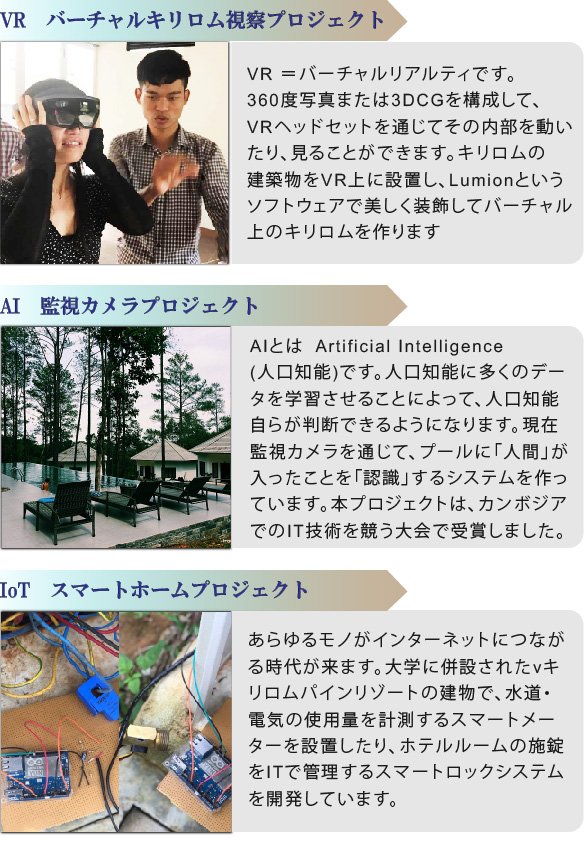 VR バーチャルキリロム視察プロジェクト
VR ＝バーチャルリアルティです。
360度写真または3DCGを構成して、
VRヘッドセットを通じてその内部を動い
たり、見ることができます。キリロムの
建築物をVR上に設置し、Lumionという
ソフトウェアで美しく装飾してバーチャル
上のキリロムを作ります
AI 監視カメラプロジェクト
AIとは Artificial Intelligence
(人口知能)です。人口知能に多くのデー
タを学習させることによって、人口知能
自らが判断できるようになります。現在
監視カメラを通じて、プールに「人間」が
入ったことを「認識」するシステムを作っ
ています。本プロジェクトは、カンボジア
でのIT技術を競う大会で受賞しました。
IoT スマートホームプロジェクト
あらゆるモノがインターネットにつなが
る時代が来ます。大学に併設されたvキ
リロムパインリゾートの建物で、水道・
電気の使用量を計測するスマートメー
ターを設置したり、ホテルルームの施錠
をITで管理するスマートロックシステム
を開発しています。